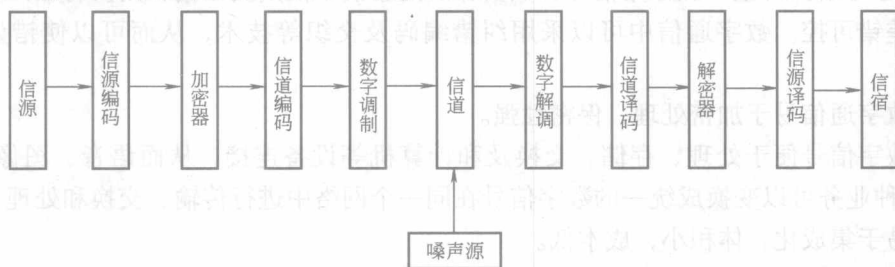 信源
信源编码
加密器
信道编码
数字调制
信道
数字解调
信道译码
解密器
信源译码
信宿
噪声源